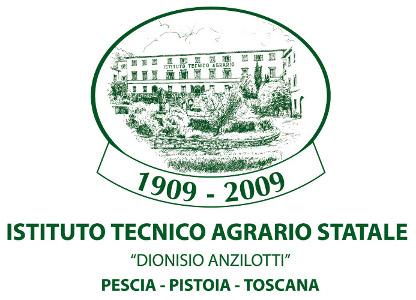 ISTITUTO TECNICO AGRARIO
1909 - 2009
ISTITUTO TECNICO AGRARIO STATALE
“DIONISIO ANZILOTTI”
PESCIA - PISTOIA - TOSCANA